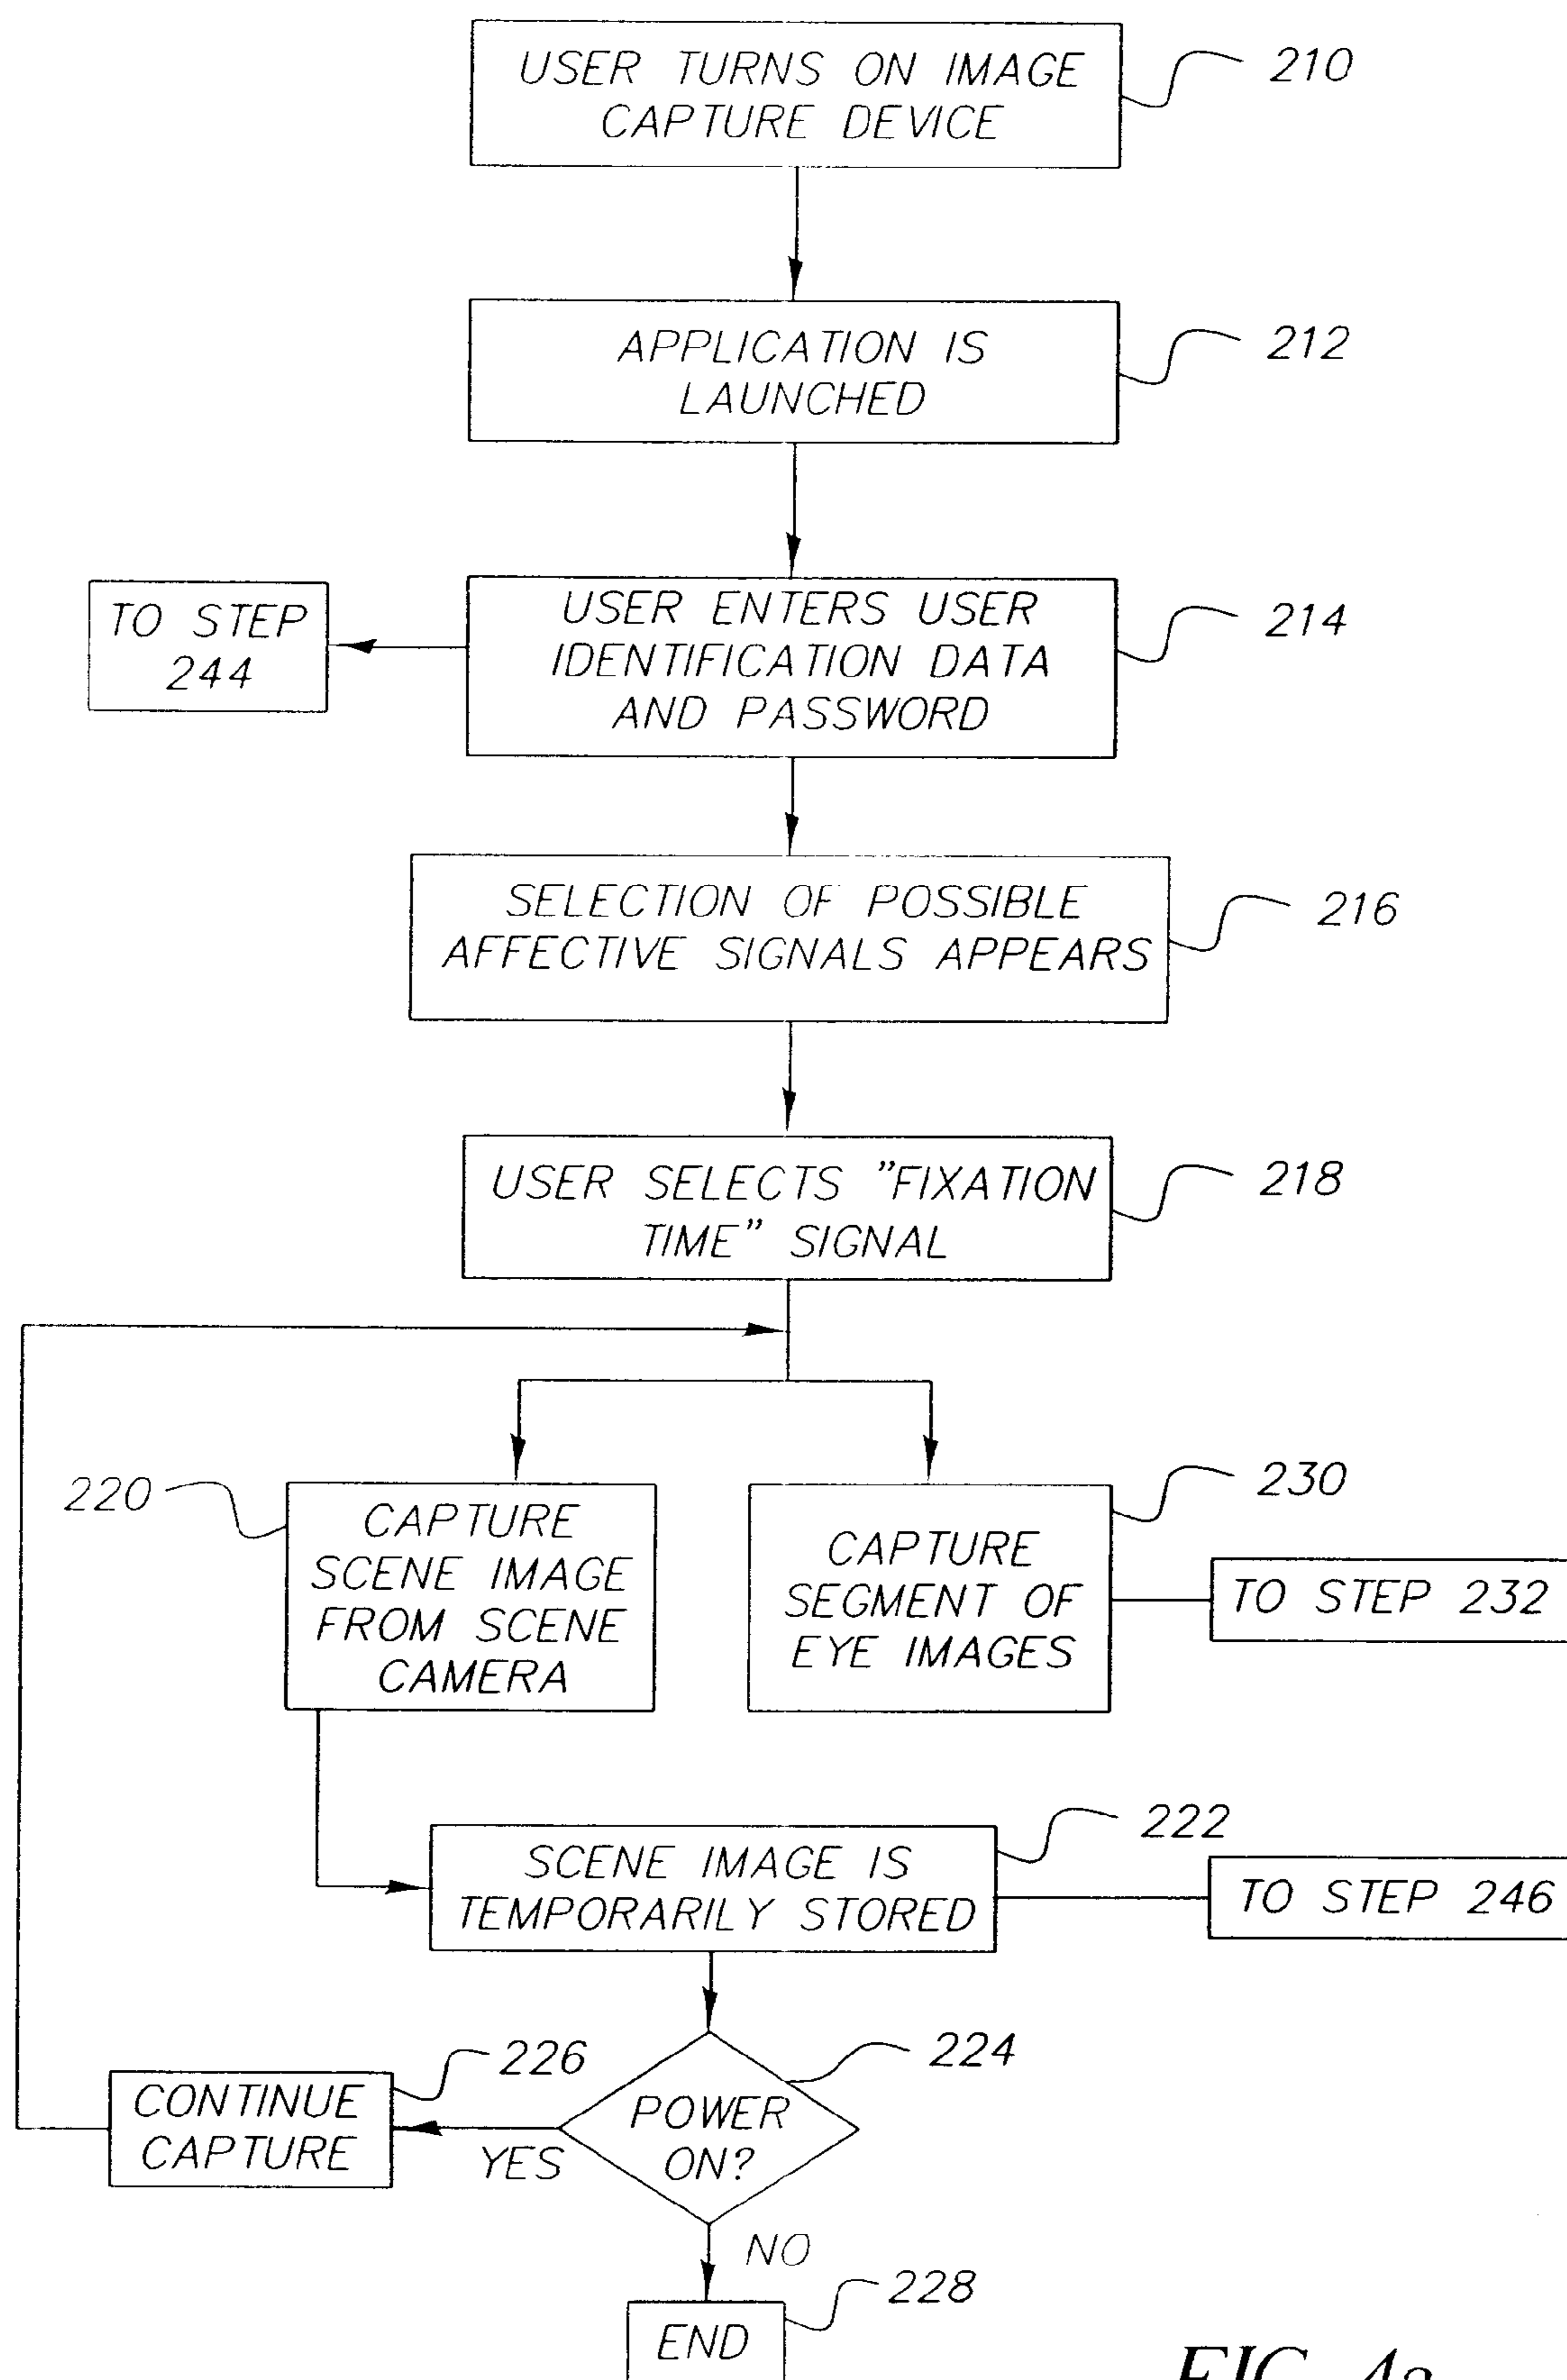 USER TURNS ON IMAGE
CAPTURE DEVICE
210
APPLICATION IS
LAUNCHED
212
TO STEP
244
USER ENTERS USER
IDENTIFICATION DATA
AND PASSWORD
214
SELECTION OF POSSIBLE
AFFECTIVE SIGNALS APPEARS
216
USER SELECTS "FIXATION
TIME" SIGNAL
218
220
CAPTURE
SCENE IMAGE
FROM SCENE
CAMERA
CAPTURE
SEGMENT OF
EYE IMAGES
230
TO STEP 232
SCENE IMAGE IS
TEMPORARILY STORED
222
TO STEP 246
CONTINUE
CAPTURE
226
YES
POWER
ON?
224
NO
END
228
FIG. 4a